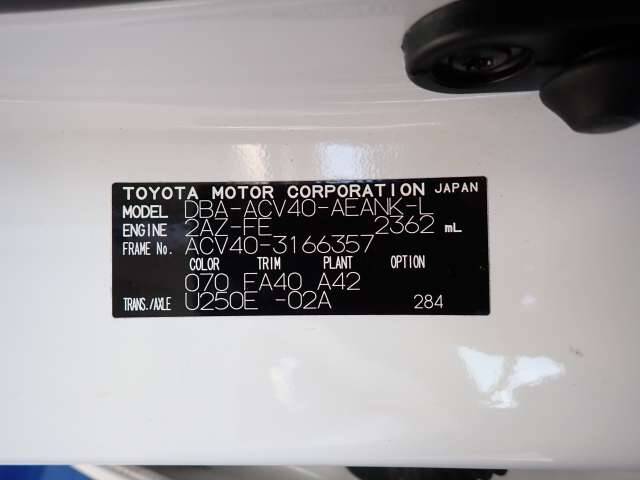 TOYOTA MOTOR CORPORATION JAPAN
MODEL DBA-ACV40-AEANK-L
ENGINE 2AZ-FE 2362 mL
FRAME No. ACV40-3166357
COLOR TRIM PLANT OPTION
070 FA40 A42
TRANS./AXLE U250E -02A 284